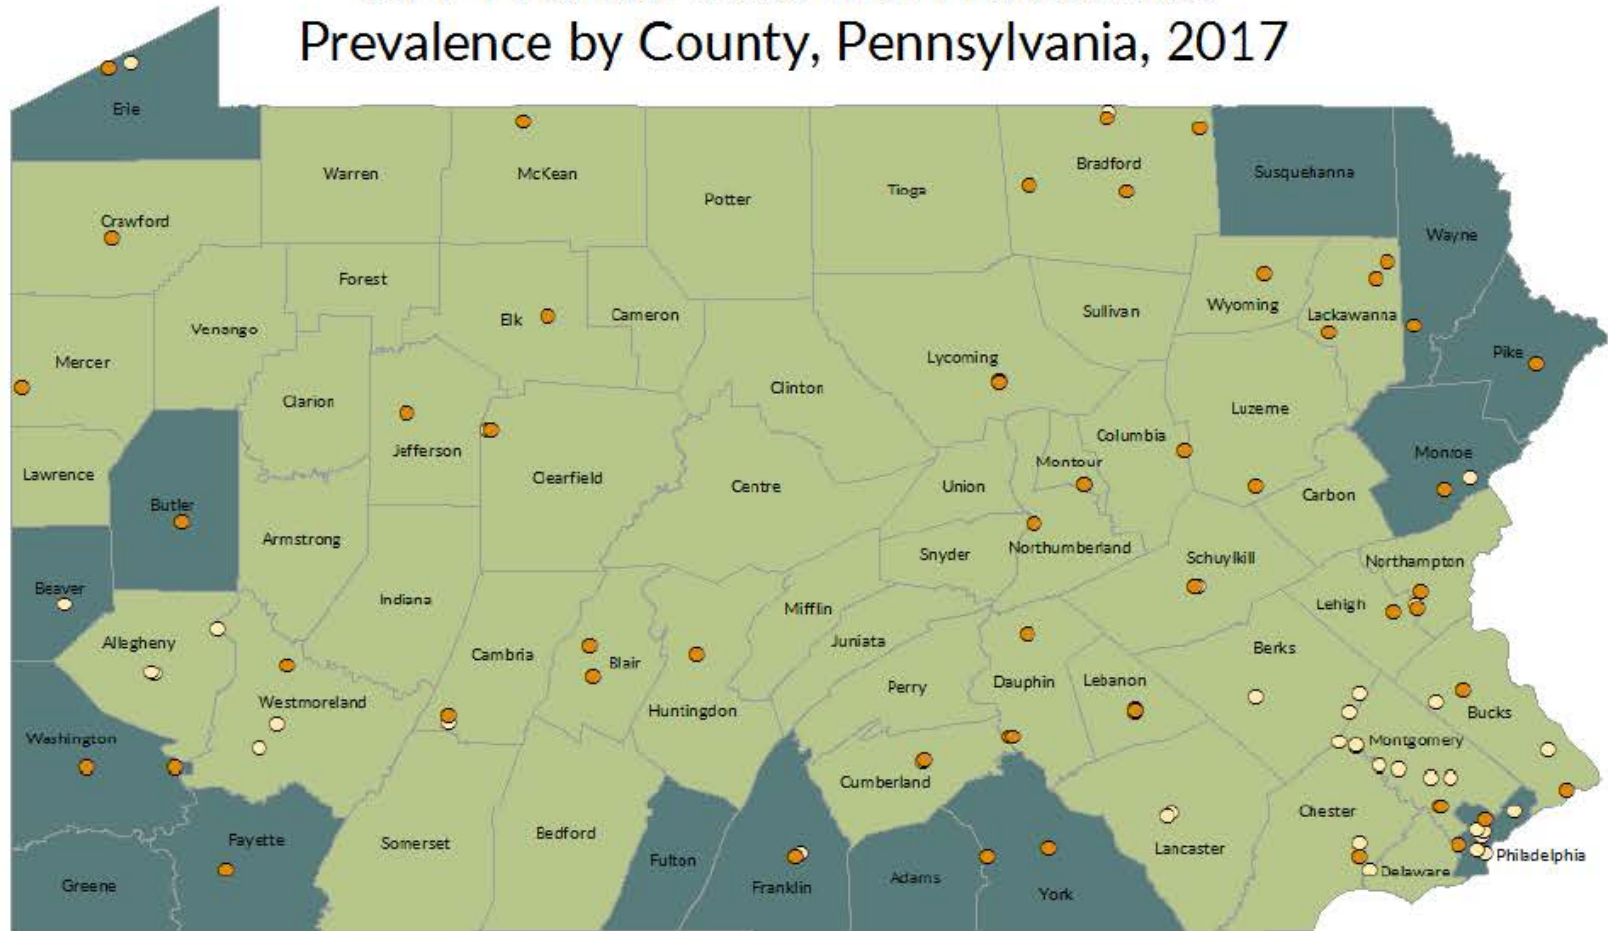 Prevalence by County, Pennsylvania, 2017
Erie
Warren
McKean
Potter
Tioga
Bradford
Susquehanna
Wayne
Crawford
Forest
Venango
Elk
Cameron
Sullivan
Wyoming
Lackawanna
Pike
Mercer
Clarion
Jefferson
Clearfield
Clinton
Lycoming
Columbia
Luzerne
Monroe
Lawrence
Butler
Armstrong
Centre
Union
Montour
Carbon
Beaver
Indiana
Snyder
Northumberland
Schuylkill
Northampton
Allegheny
Mifflin
Lehigh
Westmoreland
Cambria
Blair
Huntingdon
Juniata
Perry
Dauphin
Lebanon
Berks
Bucks
Washington
Cumberland
Montgomery
Fayette
Somerset
Bedford
Fulton
Franklin
Adams
York
Lancaster
Chester
Delaware
Philadelphia
Greene